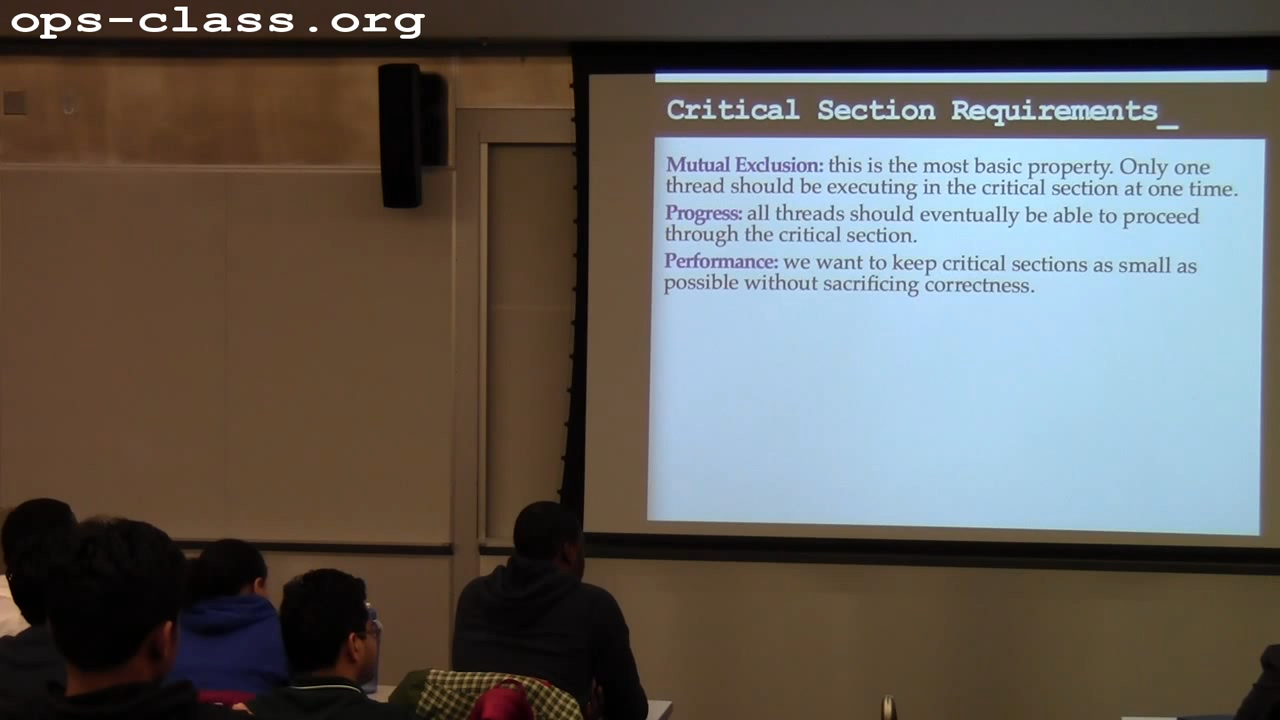 ops-class.org
Critical Section Requirements_
Mutual Exclusion: this is the most basic property. Only one
thread should be executing in the critical section at one time.
Progress: all threads should eventually be able to proceed
through the critical section.
Performance: we want to keep critical sections as small as
possible without sacrificing correctness.